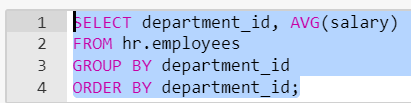 1 SELECT department_id, AVG(salary)
2 FROM hr.employees
3 GROUP BY department_id
4 ORDER BY department_id;